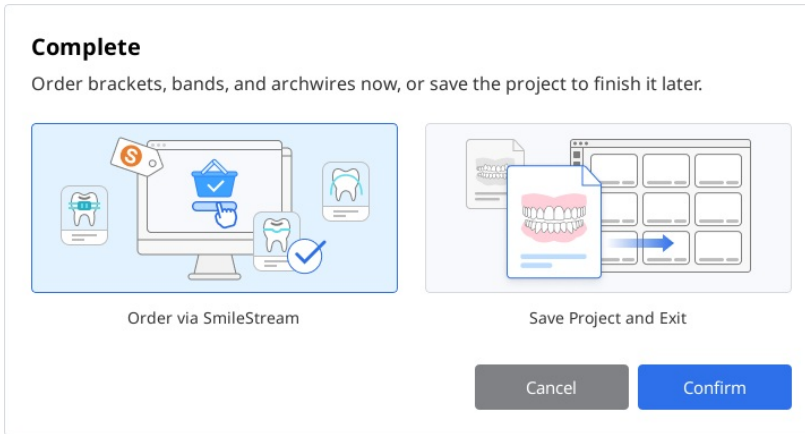 Complete
Order brackets, bands, and archwires now, or save the project to finish it later.
S
Order via SmileStream
Save Project and Exit
Cancel
Confirm